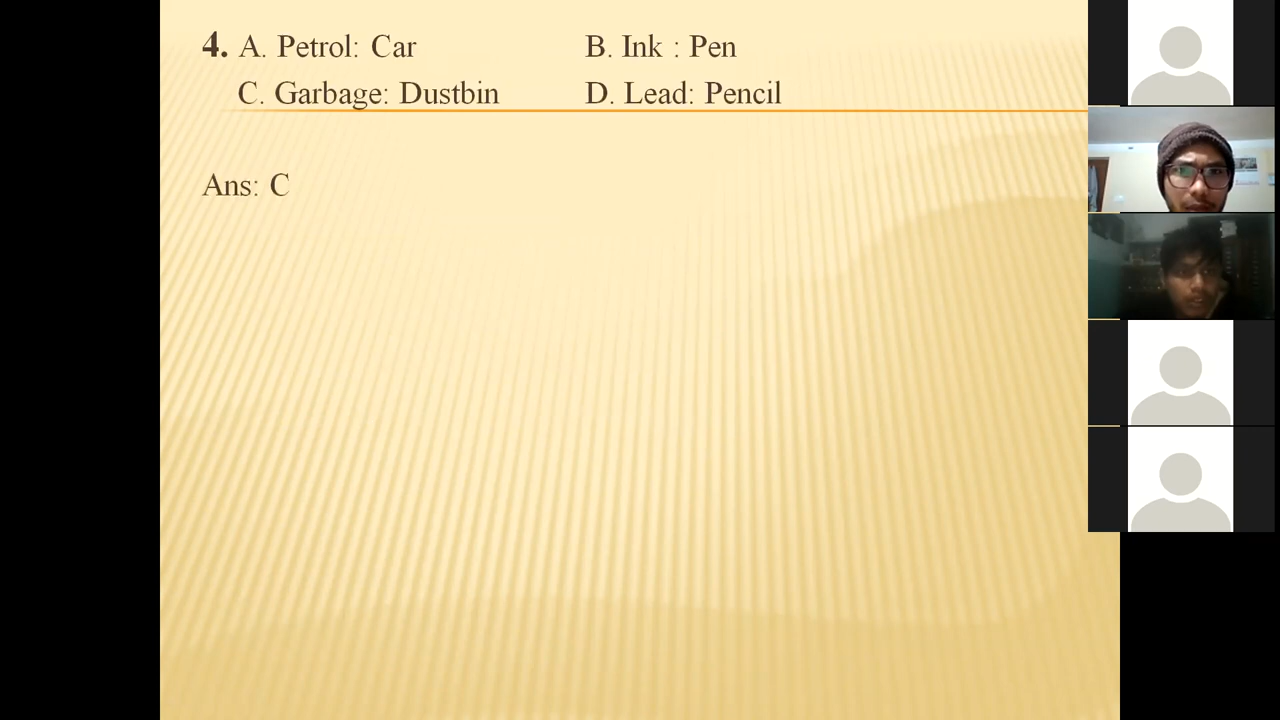 4. A. Petrol: Car B. Ink : Pen
C. Garbage: Dustbin D. Lead: Pencil
Ans: C